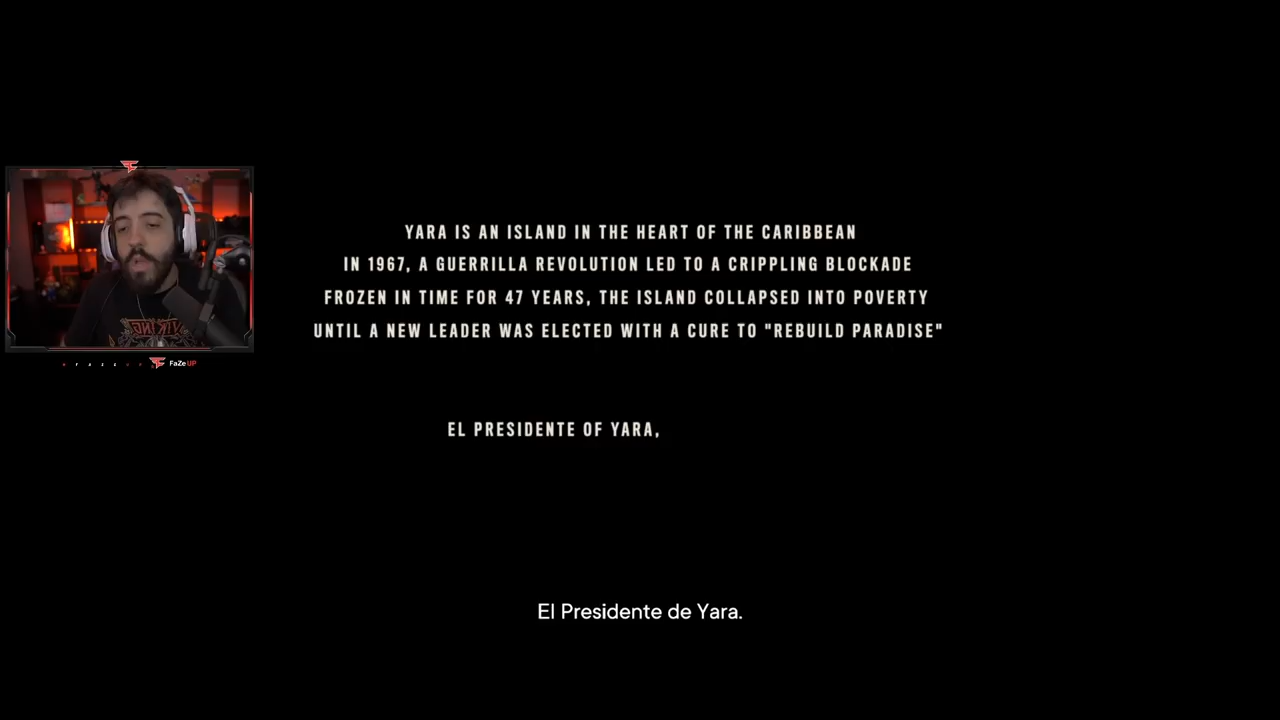 YARA IS AN ISLAND IN THE HEART OF THE CARIBBEAN
IN 1967, A GUERRILLA REVOLUTION LED TO A CRIPPLING BLOCKADE
FROZEN IN TIME FOR 47 YEARS, THE ISLAND COLLAPSED INTO POVERTY
UNTIL A NEW LEADER WAS ELECTED WITH A CURE TO "REBUILD PARADISE"
EL PRESIDENTE OF YARA,
El Presidente de Yara.
VIKING
FaZe UP